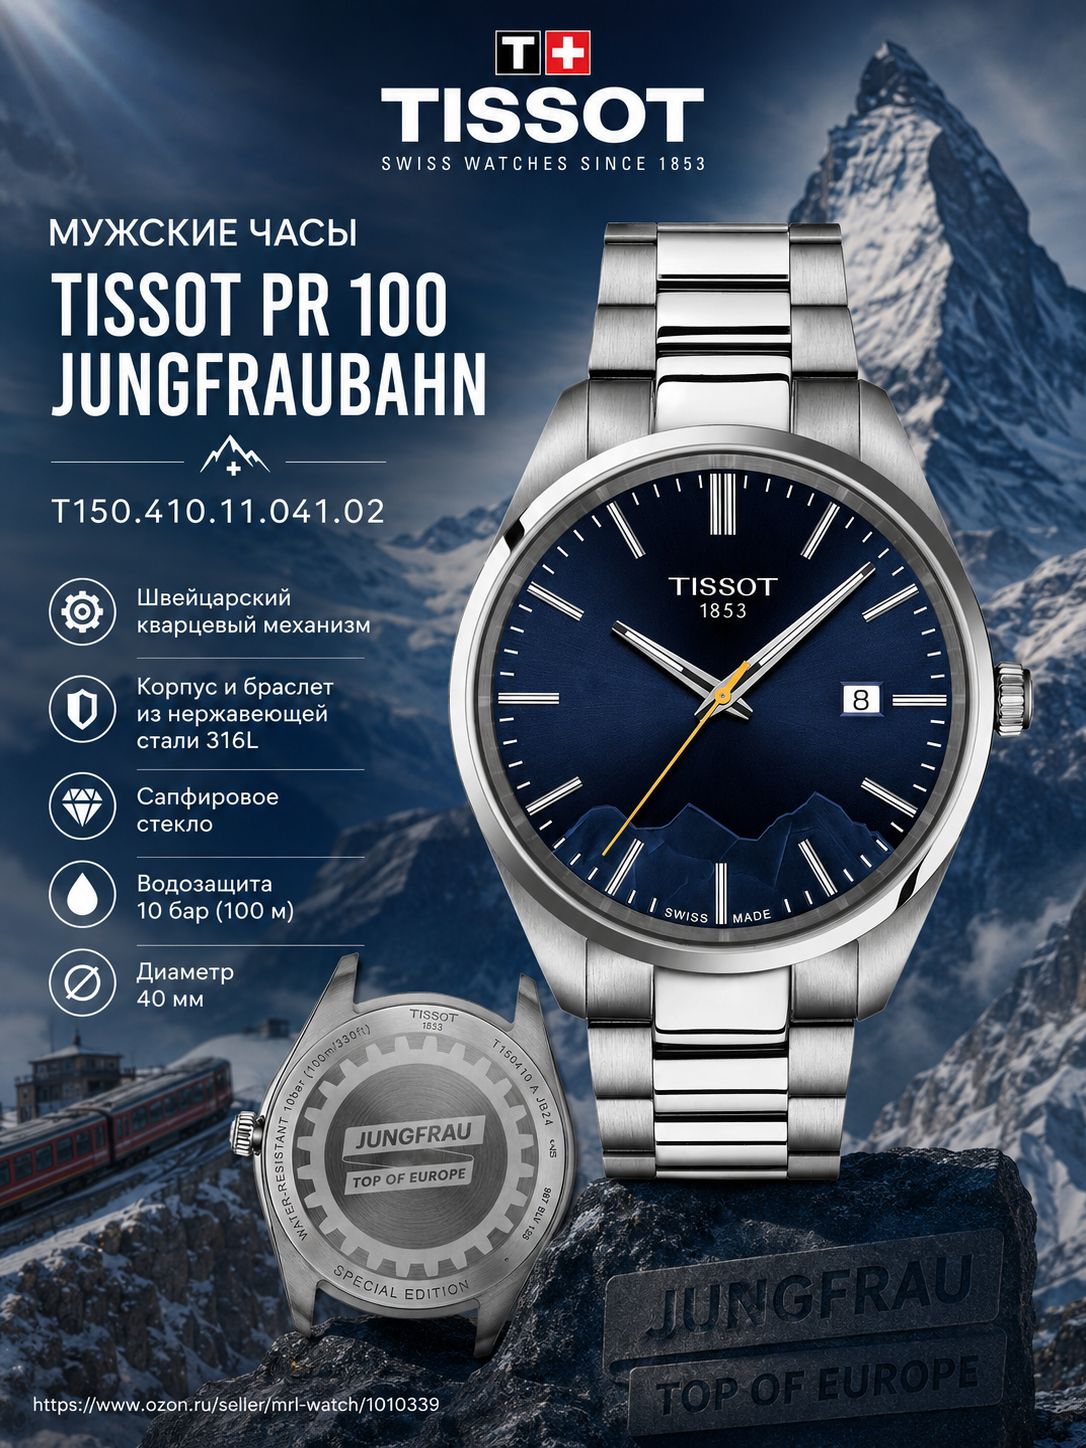 T
TISSOT
SWISS WATCHES SINCE 1853
МУЖСКИЕ ЧАСЫ
TISSOT PR 100
JUNGFRAUBAHN
T150.410.11.041.02
Швейцарский
кварцевый механизм
Корпус и браслет
из нержавеющей
стали 316L
Сапфировое
стекло
Водозащита
10 бар (100 м)
Диаметр
40 мм
TISSOT
1853
8
SWISS MADE
TISSOT
1853
WATER-RESISTANT 10bar (100m/330ft)
T150410 A JB24
JUNGFRAU
TOP OF EUROPE
SPECIAL EDITION
JUNGFRAU
TOP OF EUROPE
https://www.ozon.ru/seller/mrl-watch/1010339